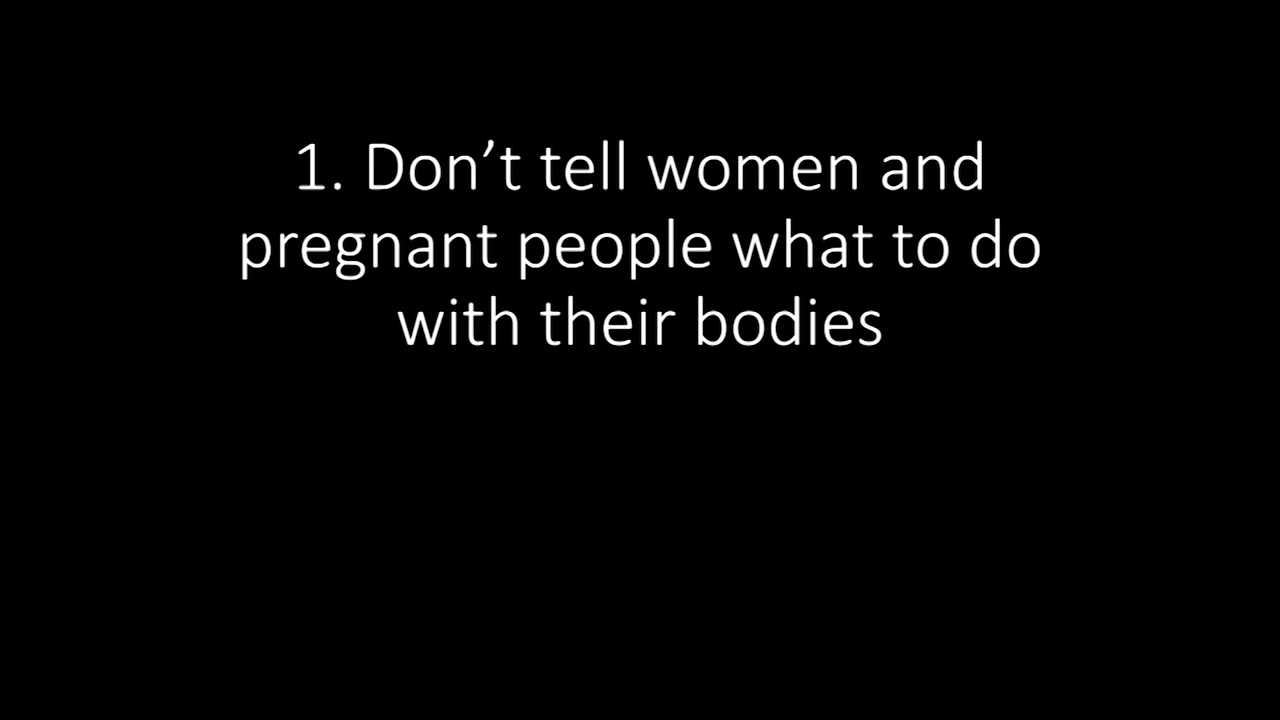 1. Don’t tell women and
pregnant people what to do
with their bodies